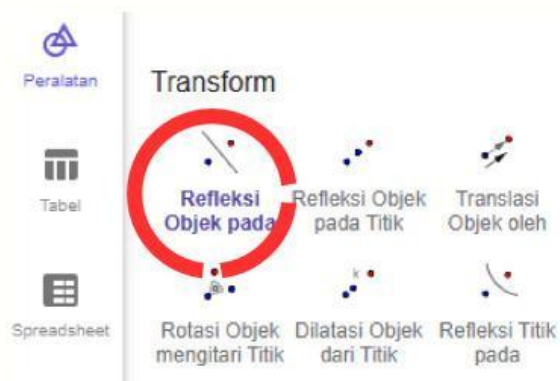 Peralatan
Transform
Tabel
Refleksi
Objek pada
Refleksi Objek
pada Titik
Translasi
Objek oleh
Spreadsheet
Rotasi Objek
mengitari Titik
k
Dilatasi Objek
dari Titik
Refleksi Titik
pada